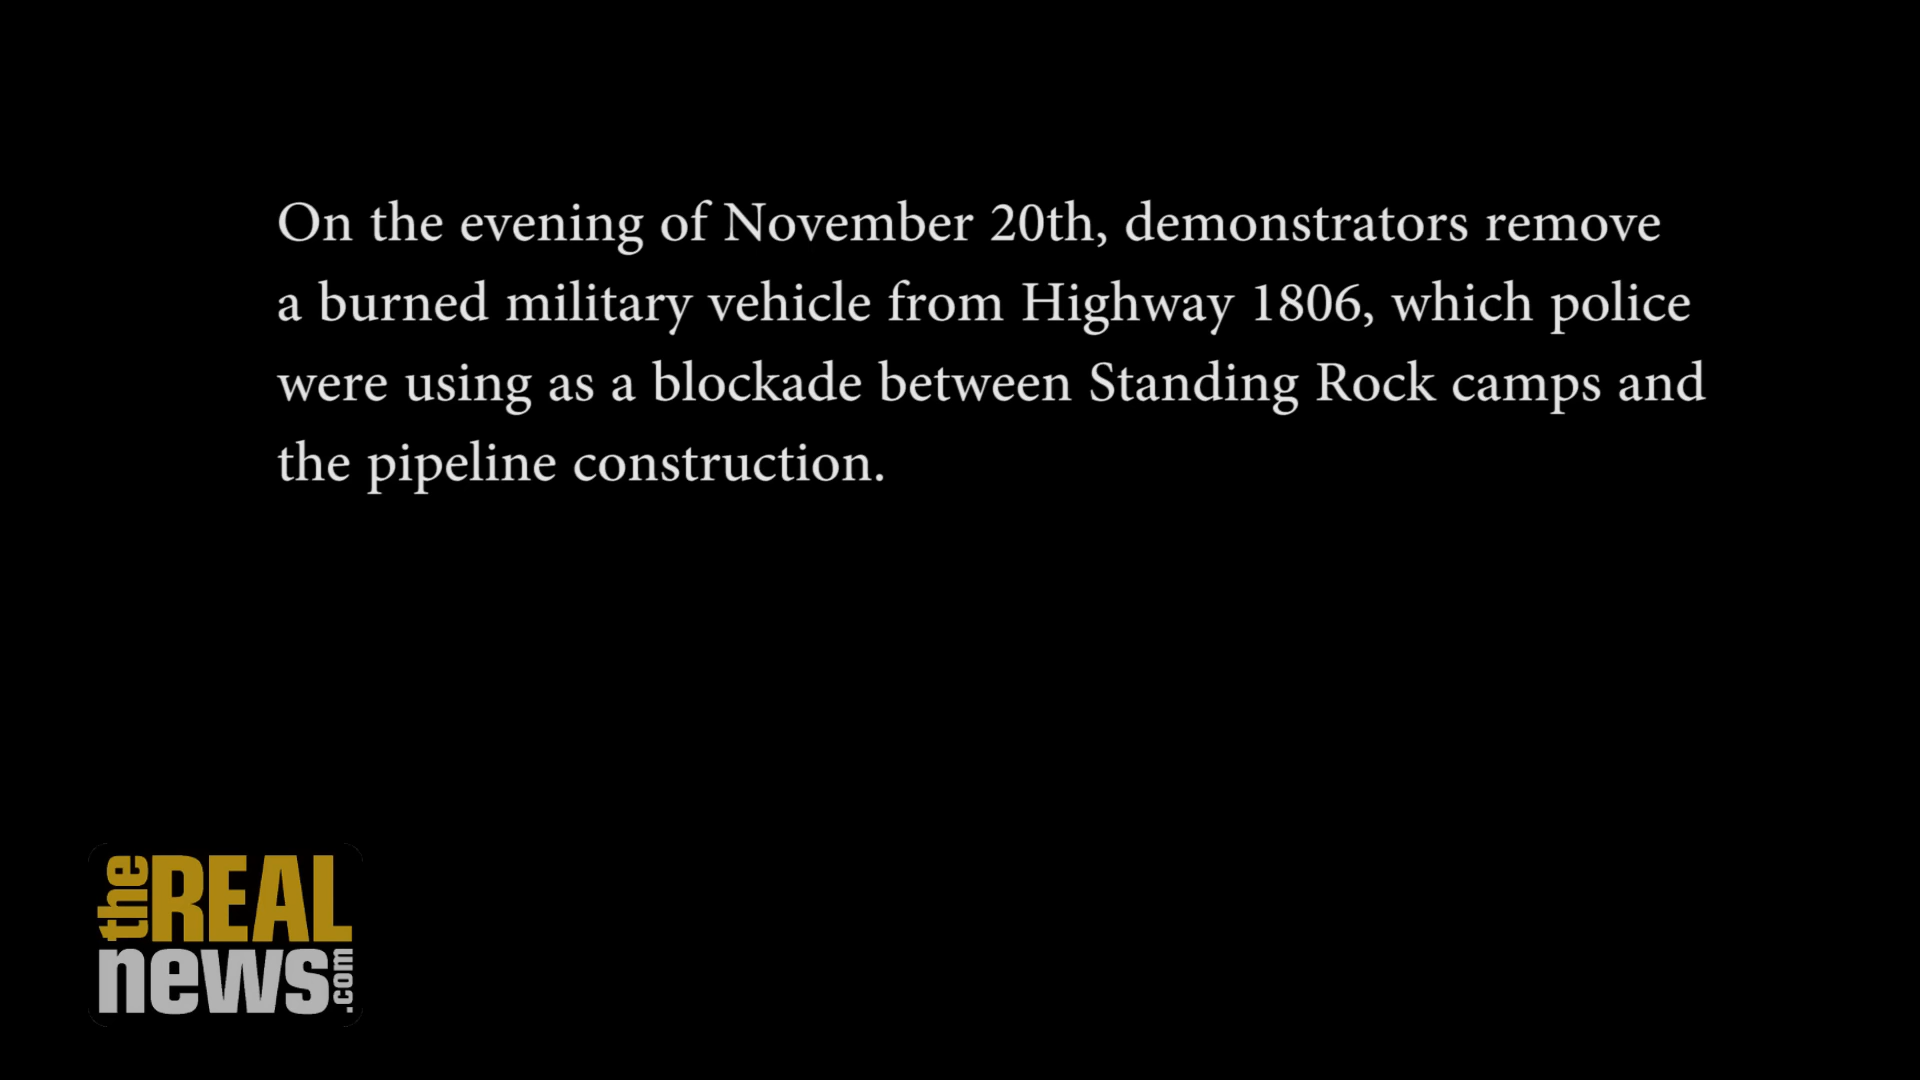 On the evening of November 20th, demonstrators remove
a burned military vehicle from Highway 1806, which police
were using as a blockade between Standing Rock camps and
the pipeline construction.
the REAL
news.com